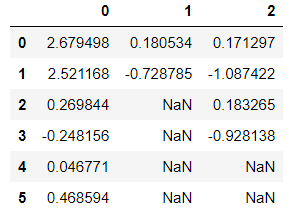 0 1 2
0 2.679498 0.180534 0.171297
1 2.521168 -0.728785 -1.087422
2 0.269844 NaN 0.183265
3 -0.248156 NaN -0.928138
4 0.046771 NaN NaN
5 0.468594 NaN NaN